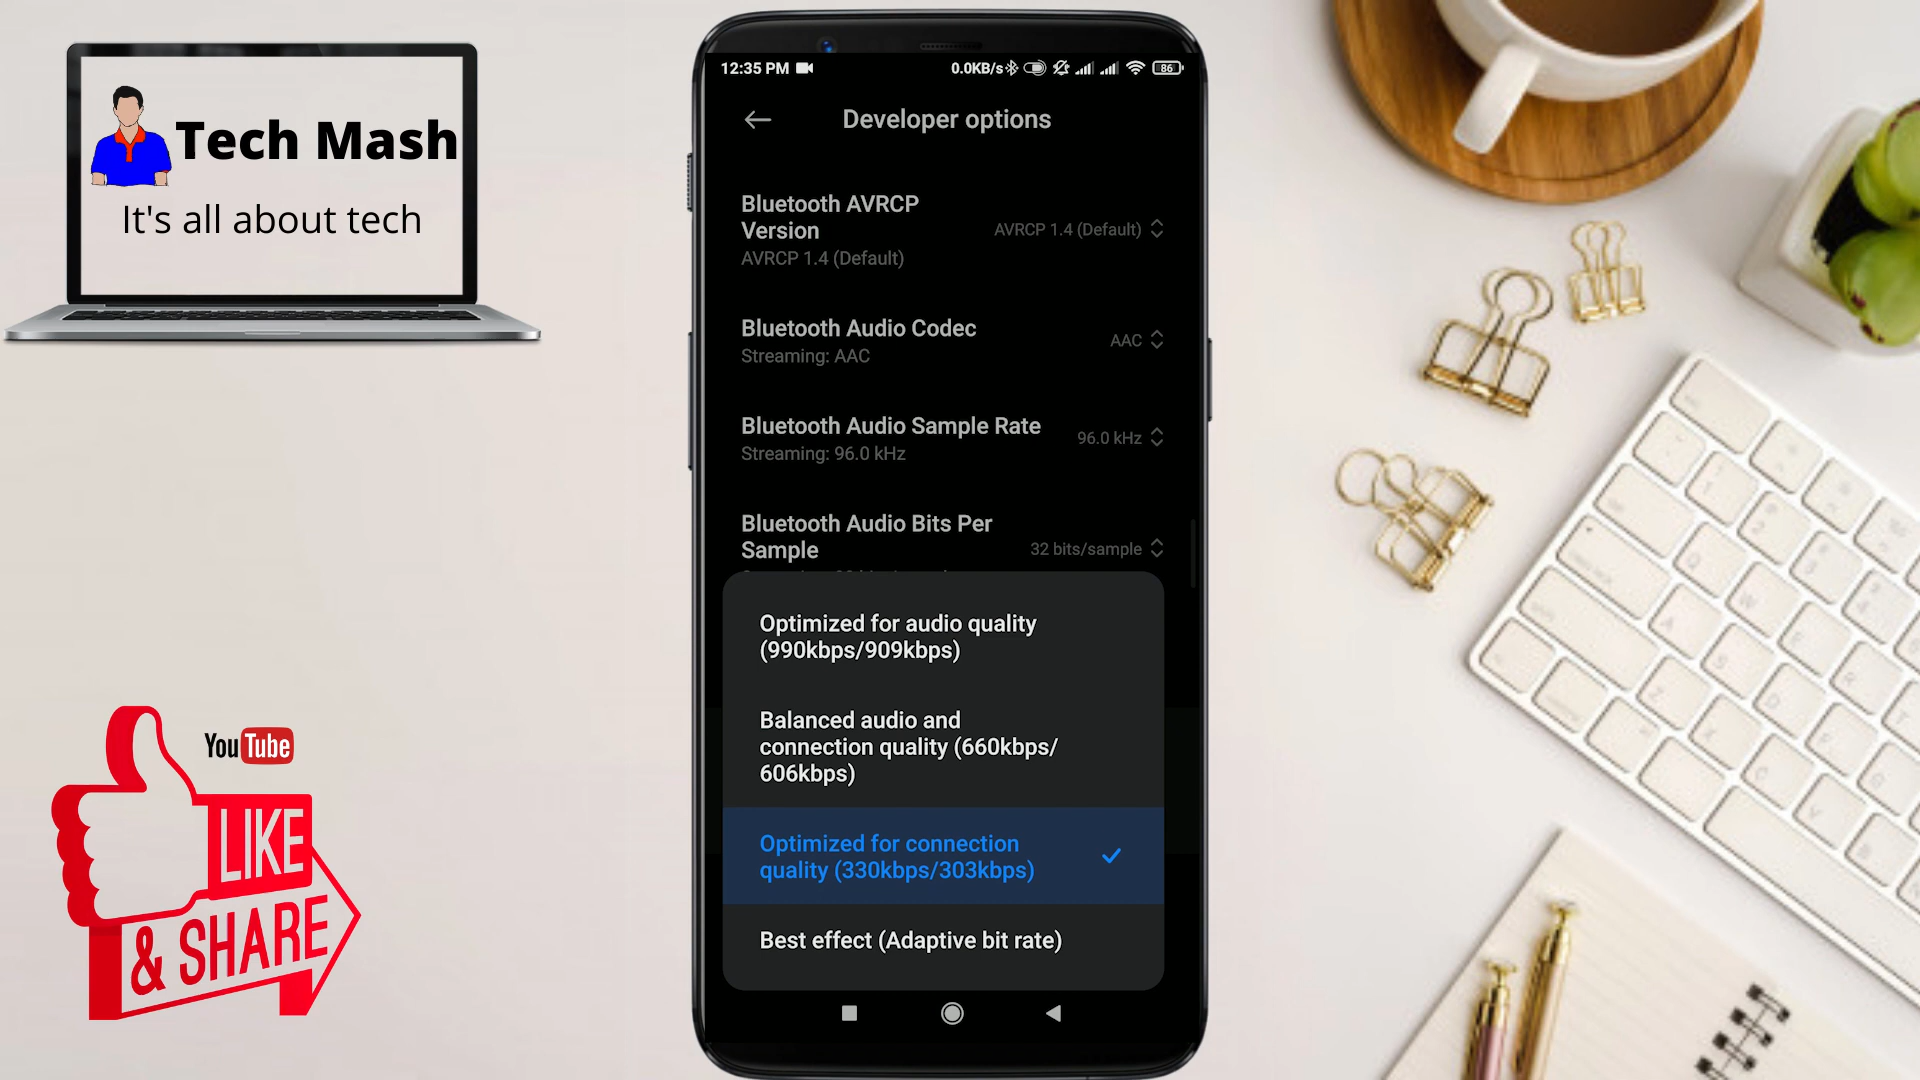 Tech Mash
It's all about tech
YouTube
LIKE
& SHARE
12:35 PM
0.0KB/s
86
Developer options
Bluetooth AVRCP
Version
AVRCP 1.4 (Default)
AVRCP 1.4 (Default)
Bluetooth Audio Codec
Streaming: AAC
AAC
Bluetooth Audio Sample Rate
Streaming: 96.0 kHz
96.0 kHz
Bluetooth Audio Bits Per
Sample
32 bits/sample
Optimized for audio quality
(990kbps/909kbps)
Balanced audio and
connection quality (660kbps/
606kbps)
Optimized for connection
quality (330kbps/303kbps)
Best effect (Adaptive bit rate)